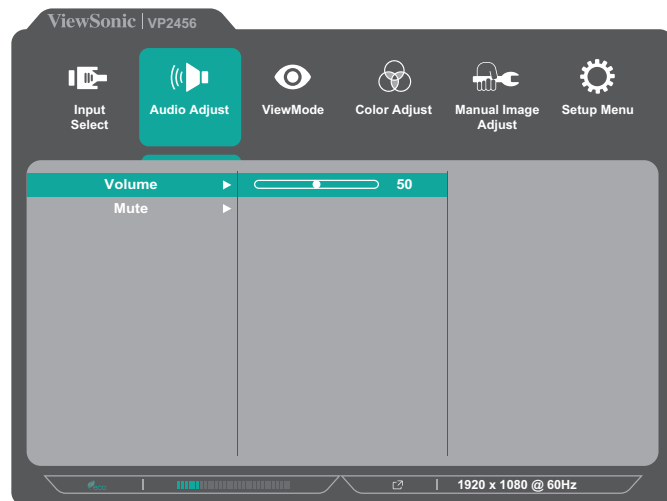 ViewSonic | VP2456
Input Select
Audio Adjust
ViewMode
Color Adjust
Manual Image Adjust
Setup Menu
Volume
50
Mute
eco
1920 x 1080 @ 60Hz